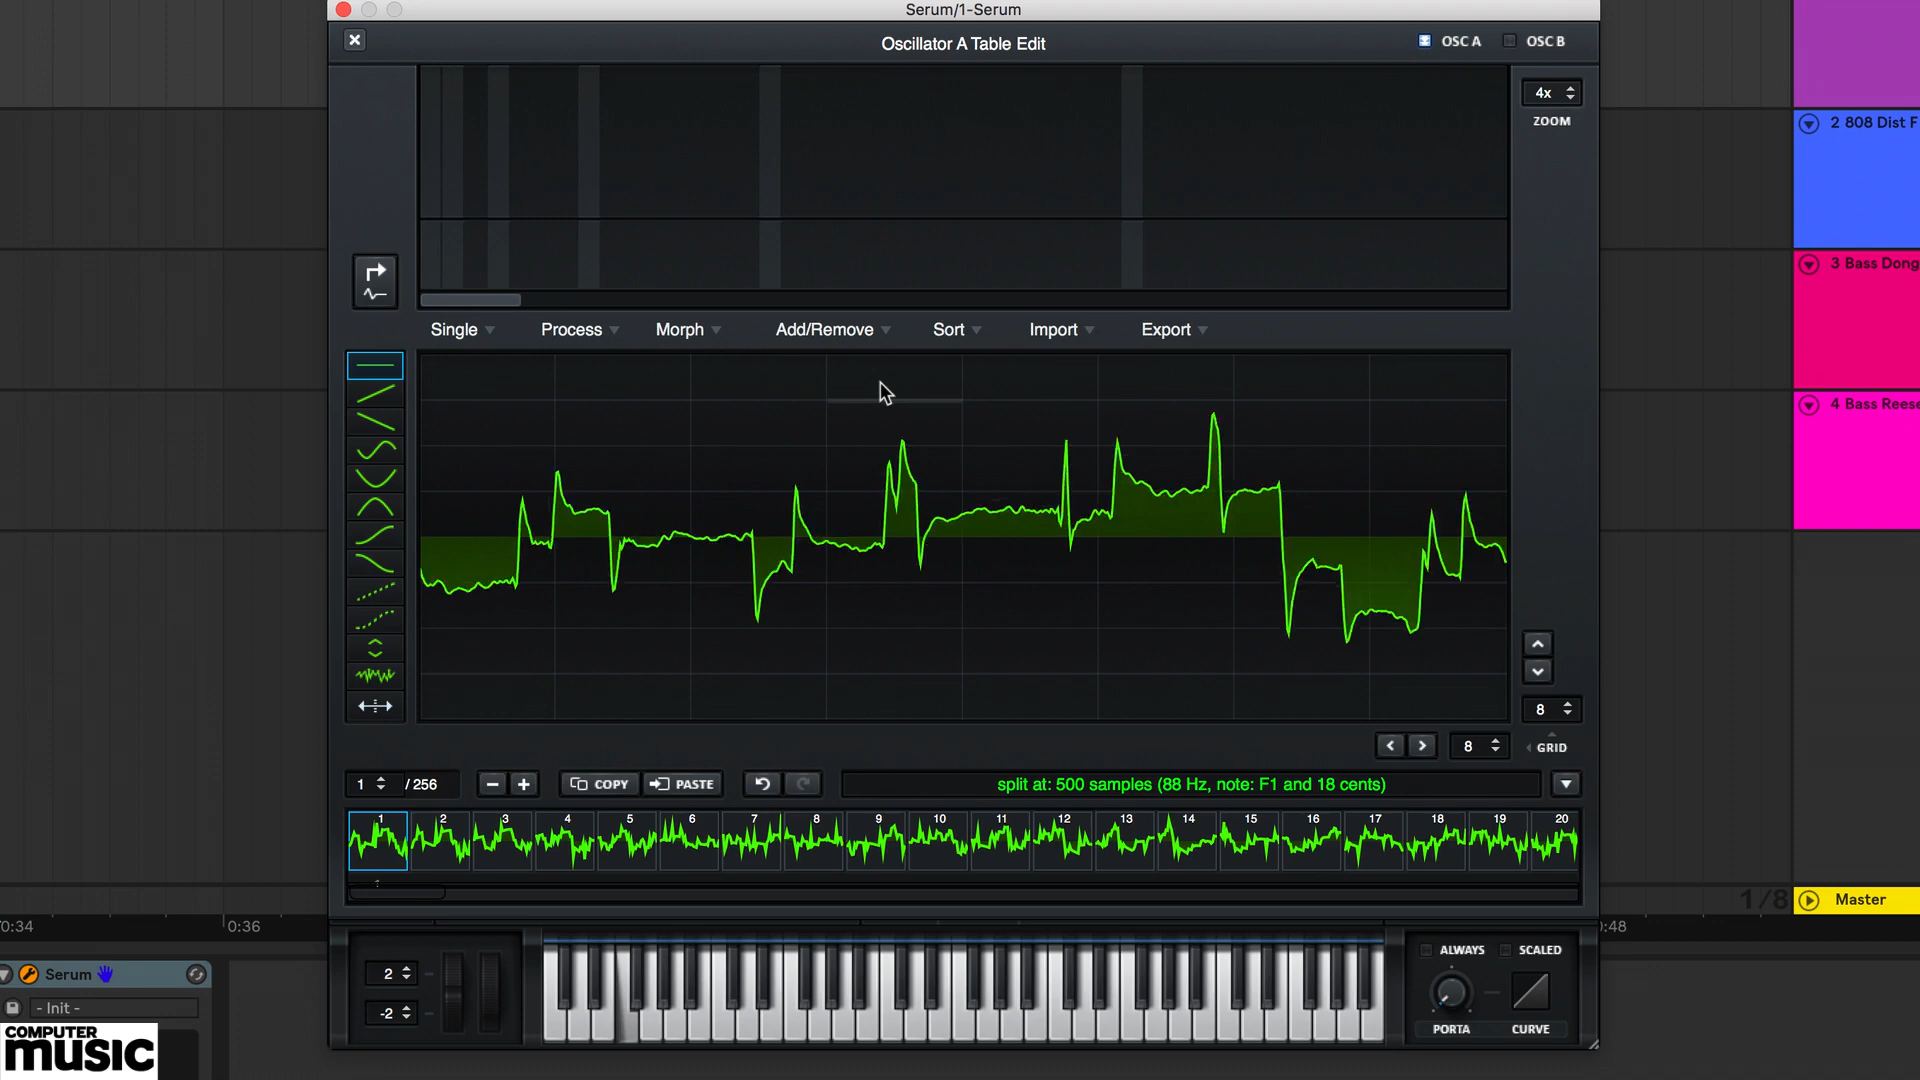 Serum/1-Serum
Oscillator A Table Edit
OSC A
OSC B
4x
ZOOM
2 808 Dist F
3 Bass Dong
4 Bass Reese
Single
Process
Morph
Add/Remove
Sort
Import
Export
8
8
GRID
1 / 256
COPY
PASTE
split at: 500 samples (88 Hz, note: F1 and 18 cents)
1 2 3 4 5 6 7 8 9 10 11 12 13 14 15 16 17 18 19 20
1/8
Master
0:34
0:36
:48
Serum
- Init -
2
-2
ALWAYS
SCALED
PORTA
CURVE
COMPUTER
music